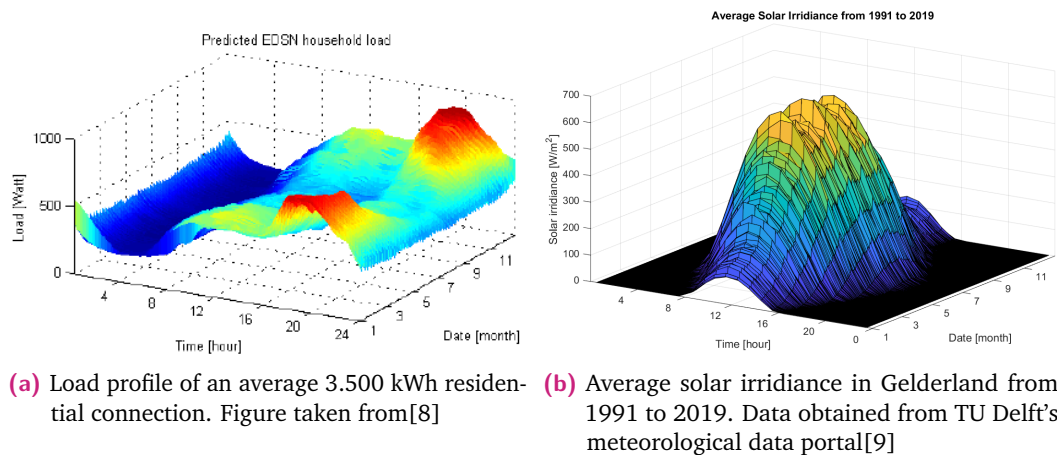 Predicted EDSN household load
1000
500
0
Load [Watt]
4
8
12
16
20
24
Time [hour]
1
3
5
7
9
11
Date [month]
Average Solar Irridiance from 1991 to 2019
700
600
500
400
300
200
100
0
Solar irridiance [W/m²]
4
8
12
16
20
0
Time [hour]
1
3
5
7
9
11
Date [month]
(a) Load profile of an average 3.500 kWh residen-
tial connection. Figure taken from[8]
(b) Average solar irridiance in Gelderland from
1991 to 2019. Data obtained from TU Delft's
meteorological data portal[9]